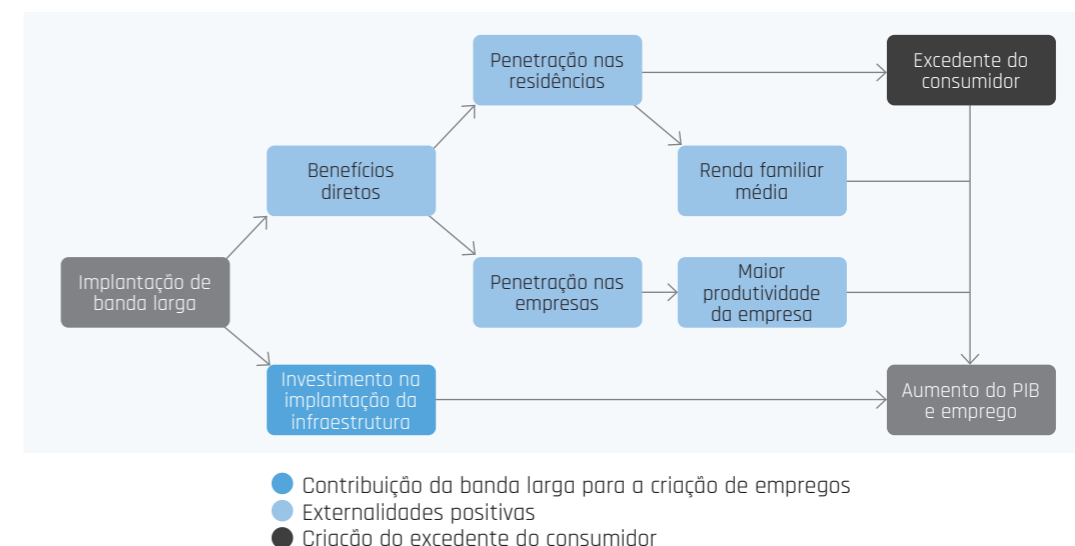 Penetração nas
residências
Excedente do
consumidor
Benefícios
diretos
Renda familiar
média
Implantação de
banda larga
Penetração nas
empresas
Maior
produtividade
da empresa
Investimento na
implantação da
infraestrutura
Aumento do PIB
e emprego
Contribuição da banda larga para a criação de empregos
Externalidades positivas
Criação do excedente do consumidor